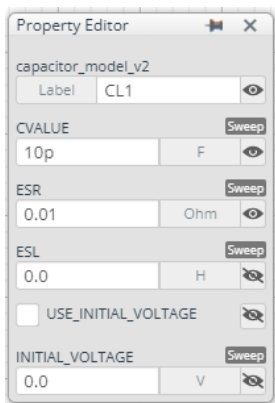 Property Editor
capacitor_model_v2
Label CL1
CVALUE Sweep
10p F
ESR Sweep
0.01 Ohm
ESL Sweep
0.0 H
USE_INITIAL_VOLTAGE
INITIAL_VOLTAGE Sweep
0.0 V